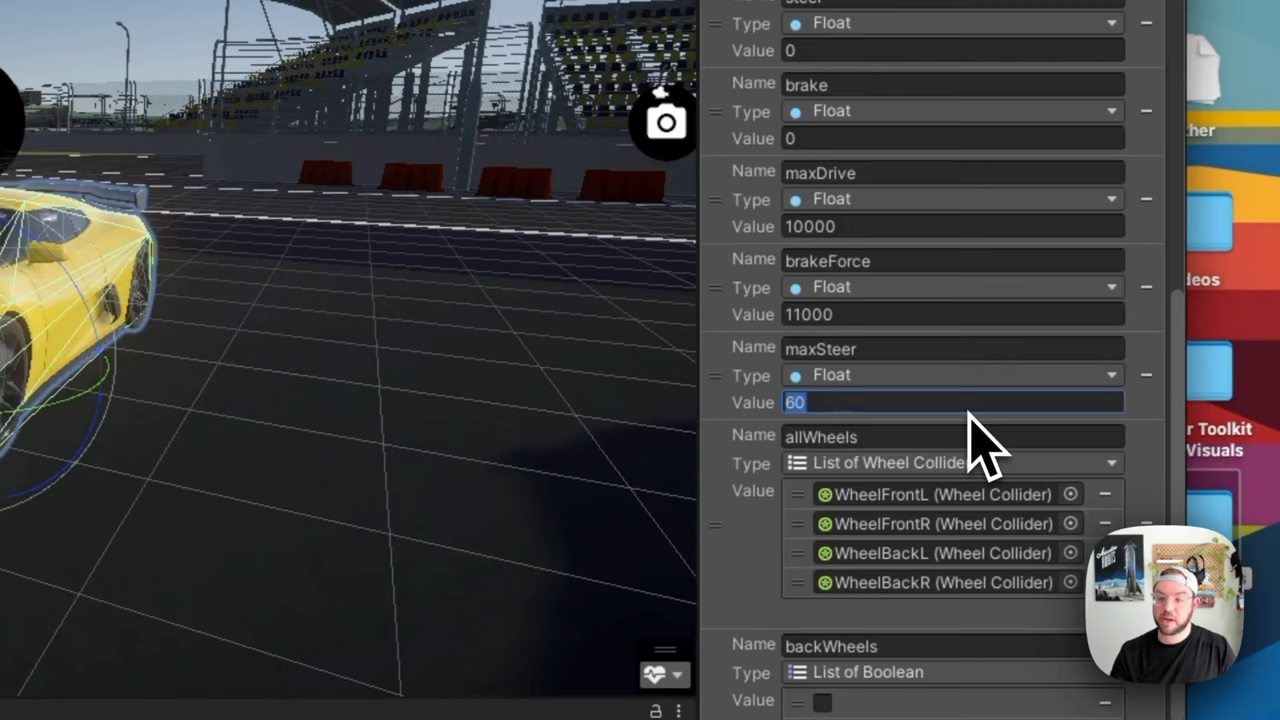 steer
Type Float
Value 0
Name brake
Type Float
Value 0
Name maxDrive
Type Float
Value 10000
Name brakeForce
Type Float
Value 11000
Name maxSteer
Type Float
Value 60
Name allWheels
Type List of Wheel Collide
Value WheelFrontL (Wheel Collider)
WheelFrontR (Wheel Collider)
WheelBackL (Wheel Collider)
WheelBackR (Wheel Collider)
Name backWheels
Type List of Boolean
Value
her
deos
r Toolkit
Visuals